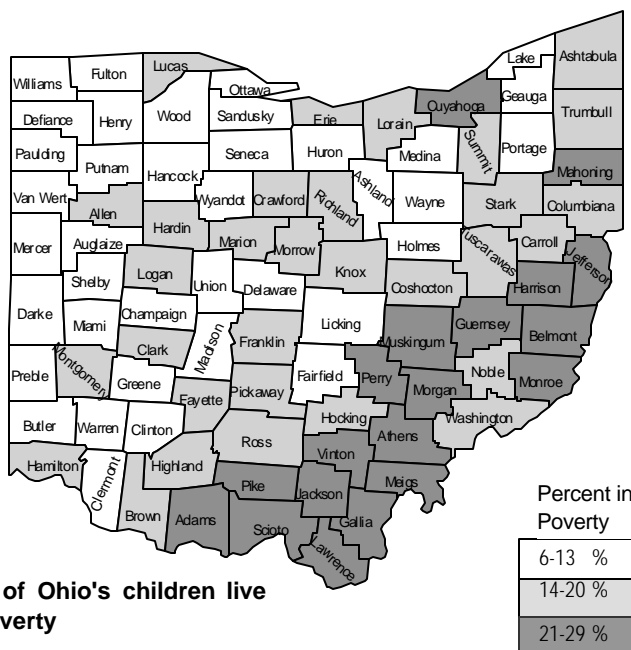 Lake
Ashtabula
Lucas
Fulton
Williams
Ottawa
Geauga
Cuyahoga
Defiance
Henry
Wood
Sandusky
Erie
Lorain
Trumbull
Summit
Portage
Medina
Huron
Seneca
Paulding
Putnam
Hancock
Mahoning
Ashland
Van Wert
Wyandot
Crawford
Richland
Wayne
Stark
Columbiana
Allen
Hardin
Marion
Morrow
Mercer
Auglaize
Holmes
Tuscarawas
Carroll
Jefferson
Logan
Knox
Shelby
Union
Delaware
Coshocton
Harrison
Darke
Champaign
Miami
Licking
Guernsey
Belmont
Madison
Franklin
Muskingum
Clark
Montgomery
Preble
Greene
Fairfield
Perry
Noble
Monroe
Fayette
Pickaway
Morgan
Butler
Warren
Clinton
Hocking
Washington
Ross
Athens
Hamilton
Clermont
Highland
Vinton
Meigs
Pike
Jackson
Brown
Adams
Scioto
Gallia
Lawrence
Percent in
Poverty
6-13 %
14-20 %
21-29 %
of Ohio's children live
verty